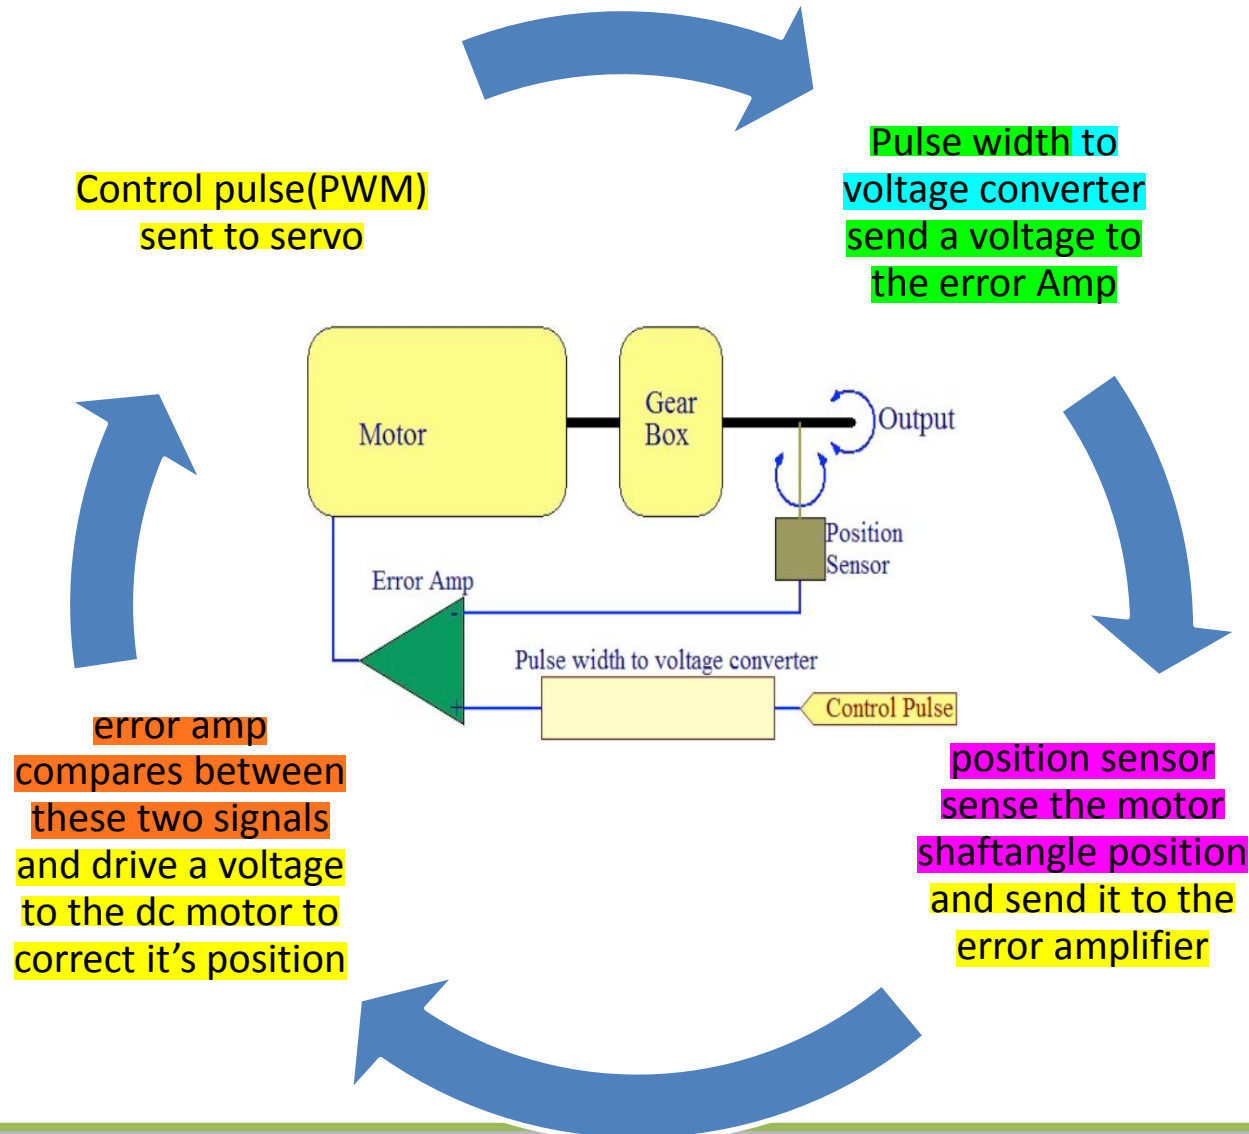 Control pulse(PWM)
sent to servo
Pulse width to
voltage converter
send a voltage to
the error Amp
position sensor
sense the motor
shaftangle position
and send it to the
error amplifier
error amp
compares between
these two signals
and drive a voltage
to the dc motor to
correct it’s position
Motor
Gear
Box
Output
Position
Sensor
Error Amp
-
+
Pulse width to voltage converter
Control Pulse